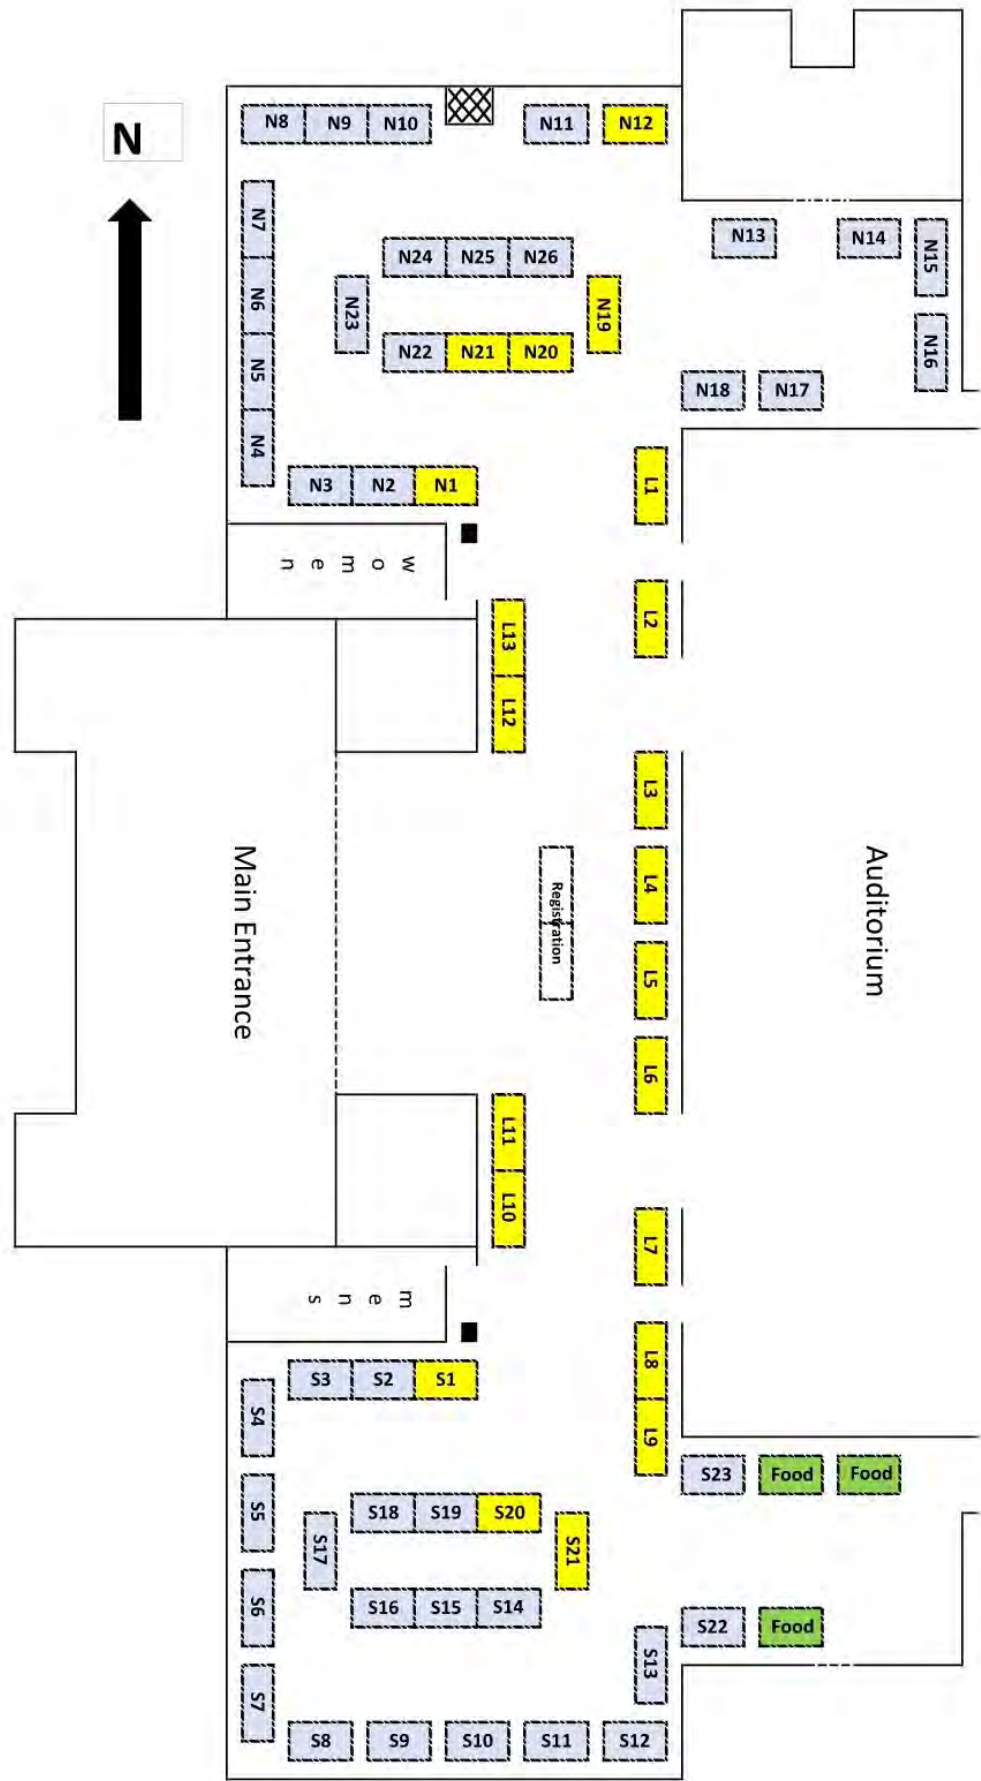 N
N8 N9 N10 N11 N12
N7
N6
N5
N4
N24 N25 N26
N23
N19
N22 N21 N20
N13 N14
N15
N16
N18 N17
N3 N2 N1
women
L1
L2
L13
L12
L3
L4
L5
L6
Registration
Main Entrance
Auditorium
L11
L10
L7
mens
L8
L9
S3 S2 S1
S4
S5
S6
S7
S18 S19 S20
S17
S21
S16 S15 S14
S23 Food Food
S22 Food
S13
S8 S9 S10 S11 S12